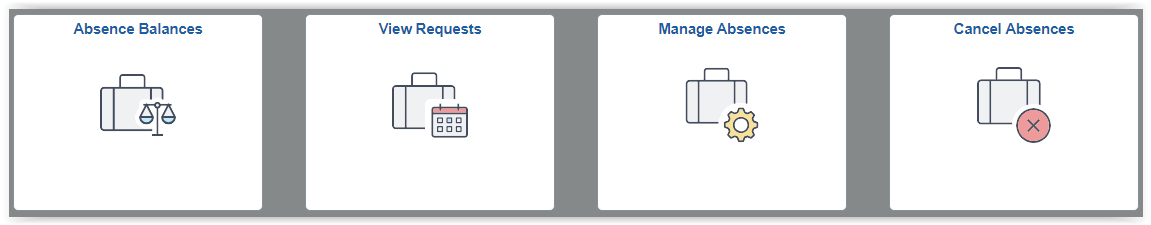 Absence Balances
View Requests
Manage Absences
Cancel Absences